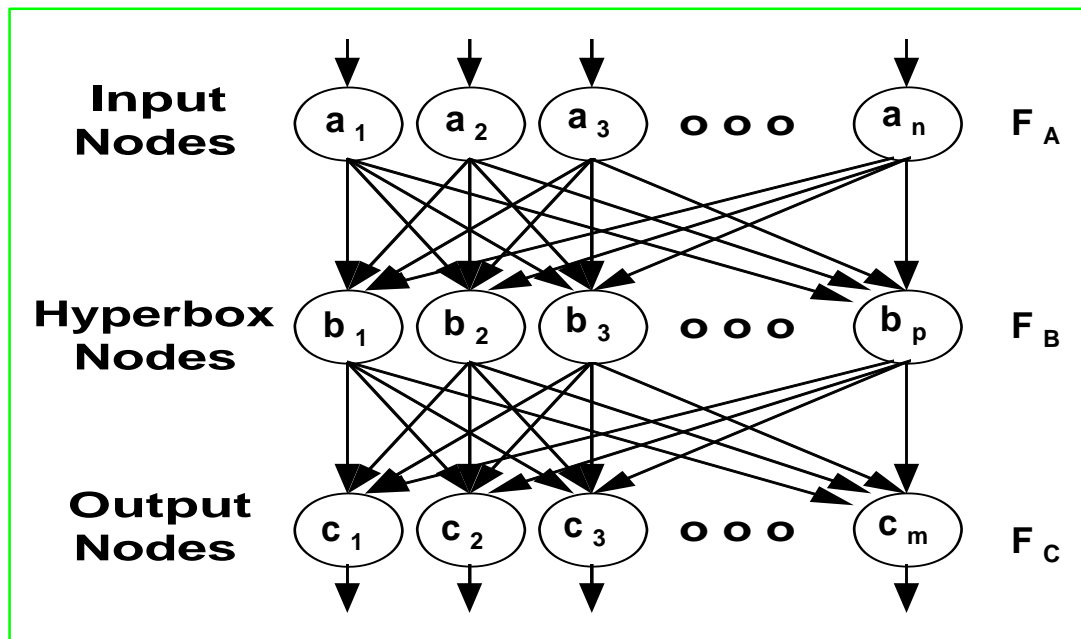 Input
Nodes
a 1 a 2 a 3 o o o a n F A
Hyperbox
Nodes
b 1 b 2 b 3 o o o b p F B
Output
Nodes
c 1 c 2 c 3 o o o c m F C